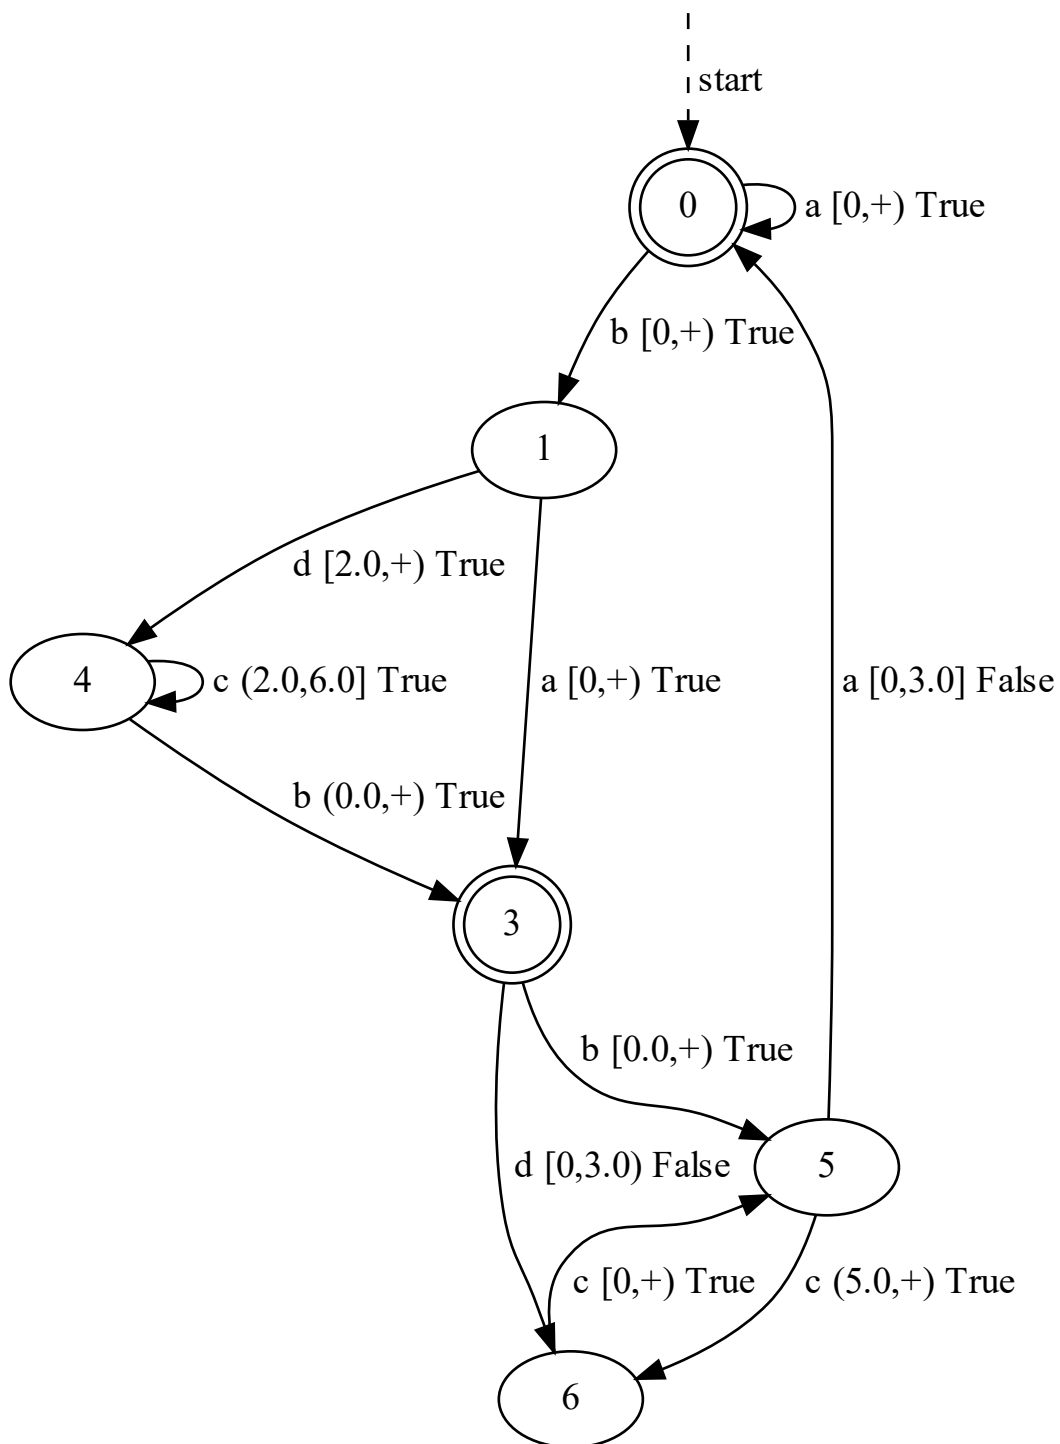 start
0
a [0,+) True
b [0,+) True
1
d [2.0,+) True
4
c (2.0,6.0] True
a [0,+) True
a [0,3.0] False
b (0.0,+) True
3
b [0.0,+) True
d [0,3.0) False
5
c [0,+) True
c (5.0,+) True
6